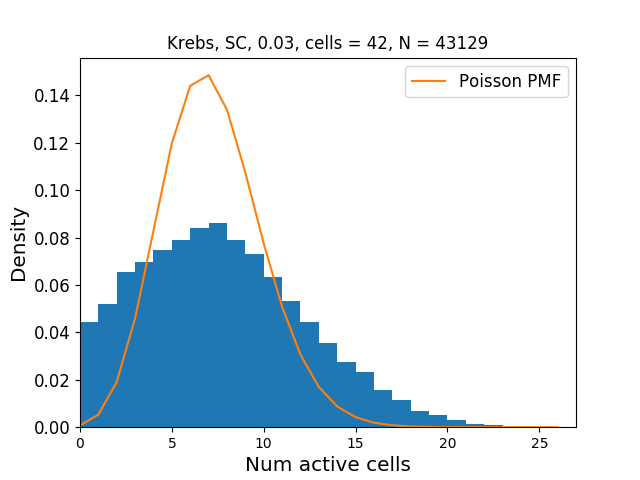 Krebs, SC, 0.03, cells = 42, N = 43129
Poisson PMF
0.14
0.12
0.10
0.08
0.06
0.04
0.02
0.00
Density
0 5 10 15 20 25
Num active cells